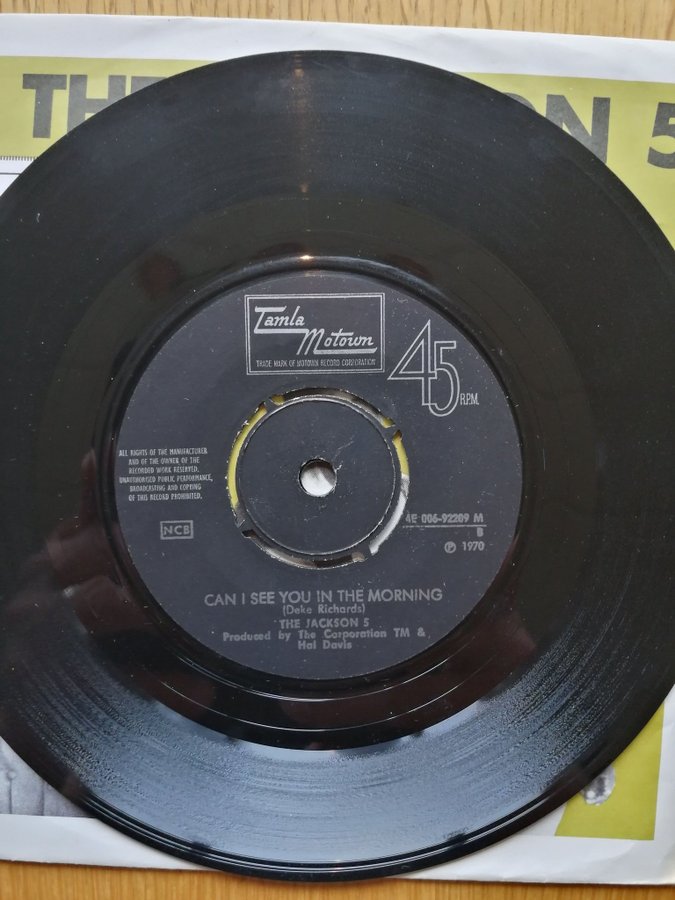 THE ON 5
Tamla
Motown
TRADE MARK OF MOTOWN RECORD CORPORATION
45 R.P.M.
ALL RIGHTS OF THE MANUFACTURER
AND OF THE OWNER OF THE
RECORDED WORK RESERVED.
UNAUTHORISED PUBLIC PERFORMANCE,
BROADCASTING AND COPYING
OF THIS RECORD PROHIBITED.
NCB
4E 006-92209 M
B
℗ 1970
CAN I SEE YOU IN THE MORNING
(Deke Richards)
THE JACKSON 5
Produced by The Corporation TM &
Hal Davis